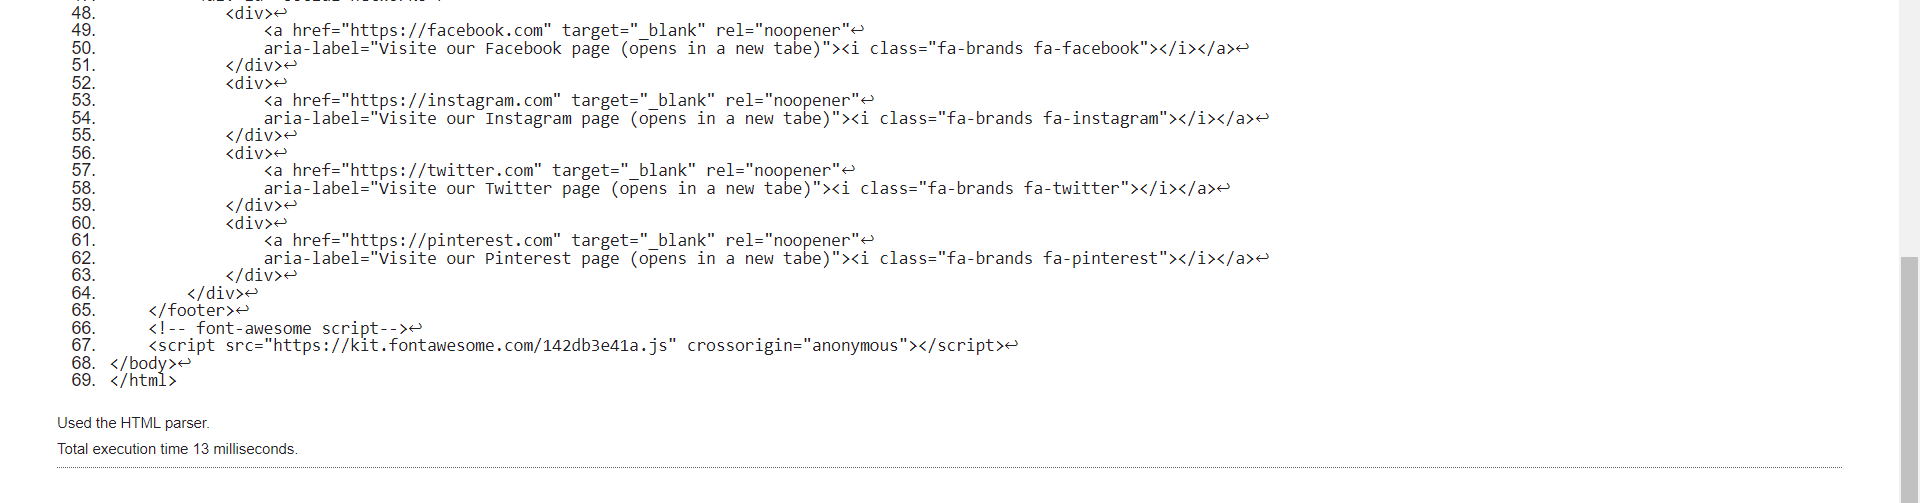 48. <div>↩
49. <a href="https://facebook.com" target="_blank" rel="noopener"↩
50. aria-label="Visite our Facebook page (opens in a new tabe)"><i class="fa-brands fa-facebook"></i></a>↩
51. </div>↩
52. <div>↩
53. <a href="https://instagram.com" target="_blank" rel="noopener"↩
54. aria-label="Visite our Instagram page (opens in a new tabe)"><i class="fa-brands fa-instagram"></i></a>↩
55. </div>↩
56. <div>↩
57. <a href="https://twitter.com" target="_blank" rel="noopener"↩
58. aria-label="Visite our Twitter page (opens in a new tabe)"><i class="fa-brands fa-twitter"></i></a>↩
59. </div>↩
60. <div>↩
61. <a href="https://pinterest.com" target="_blank" rel="noopener"↩
62. aria-label="Visite our Pinterest page (opens in a new tabe)"><i class="fa-brands fa-pinterest"></i></a>↩
63. </div>↩
64. </div>↩
65. </footer>↩
66. <!-- font-awesome script-->↩
67. <script src="https://kit.fontawesome.com/142db3e41a.js" crossorigin="anonymous"></script>↩
68. </body>↩
69. </html>
Used the HTML parser.
Total execution time 13 milliseconds.